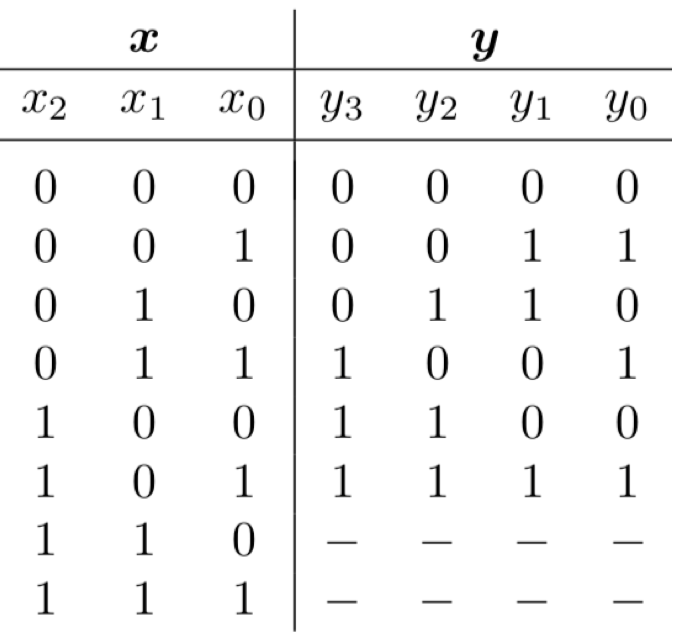 x y
x₂ x₁ x₀ y₃ y₂ y₁ y₀
0 0 0 0 0 0 0
0 0 1 0 0 1 1
0 1 0 0 1 1 0
0 1 1 1 0 0 1
1 0 0 1 1 0 0
1 0 1 1 1 1 1
1 1 0 – – – –
1 1 1 – – – –